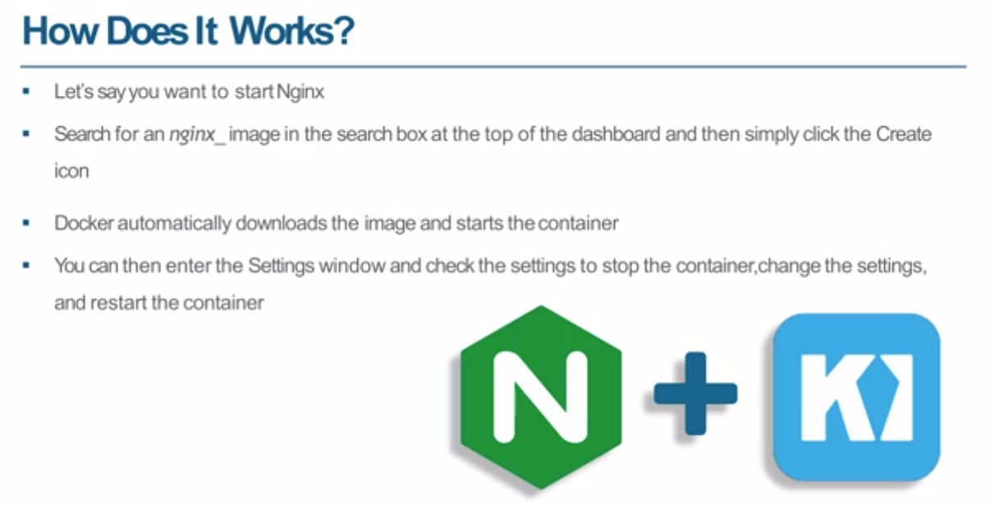 How Does It Works?
Let's say you want to start Nginx
Search for an nginx_ image in the search box at the top of the dashboard and then simply click the Create
icon
Docker automatically downloads the image and starts the container
You can then enter the Settings window and check the settings to stop the container,change the settings,
and restart the container
N
K